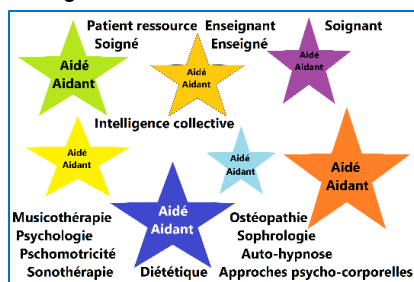 Patient ressource Enseignant Soignant
Soigné Enseigné
Aidé
Aidant
Aidé
Aidant
Aidé
Aidant
Intelligence collective
Aidé
Aidant
Aidé
Aidant
Aidé
Aidant
Aidé
Aidant
Musicothérapie Ostéopathie
Psychologie Sophrologie
Pschomotricité Auto-hypnose
Sonothérapie Diététique Approches psycho-corporelles